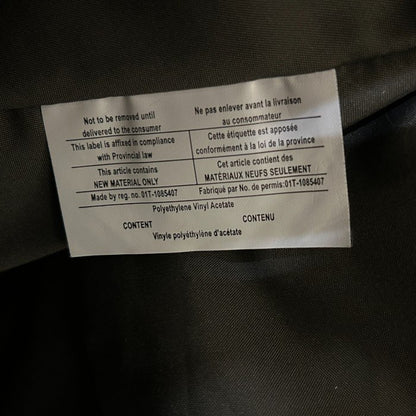 Not to be removed until
delivered to the consumer
Ne pas enlever avant la livraison
au consommateur
This label is affixed in compliance
with Provincial law
Cette étiquette est apposée
conformément à la loi de la province
This article contains
NEW MATERIAL ONLY
Cet article contient des
MATÉRIAUX NEUFS SEULEMENT
Made by reg. no.01T-1085407
Fabriqué par No. de permis:01T-1085407
Polyethylene Vinyl Acetate
CONTENT
CONTENU
Vinyle polyéthylène d'acétate